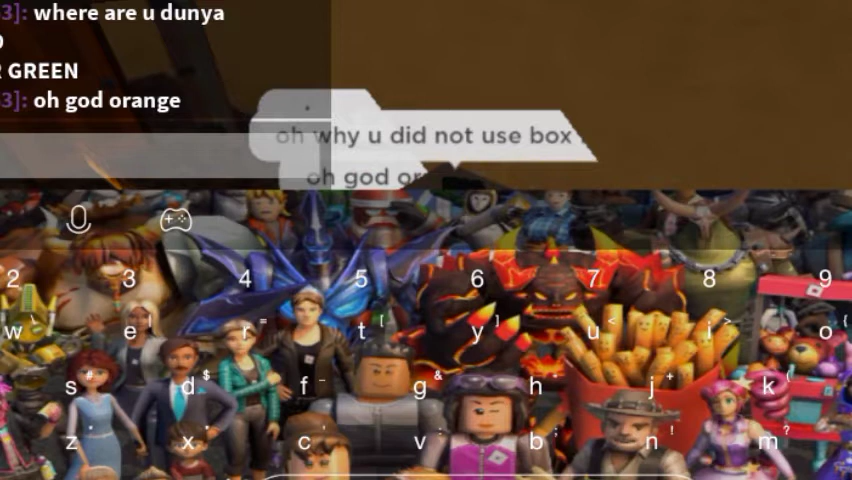 3]: where are u dunya
GREEN
3]: oh god orange
oh why u did not use box
oh god or
2 3 4 5 6 7 8 9
w \ e | r = t [ y ] u < i > o {
s # d $ f - g & h - j + k (
z x c ' v : b ; n ! m ?